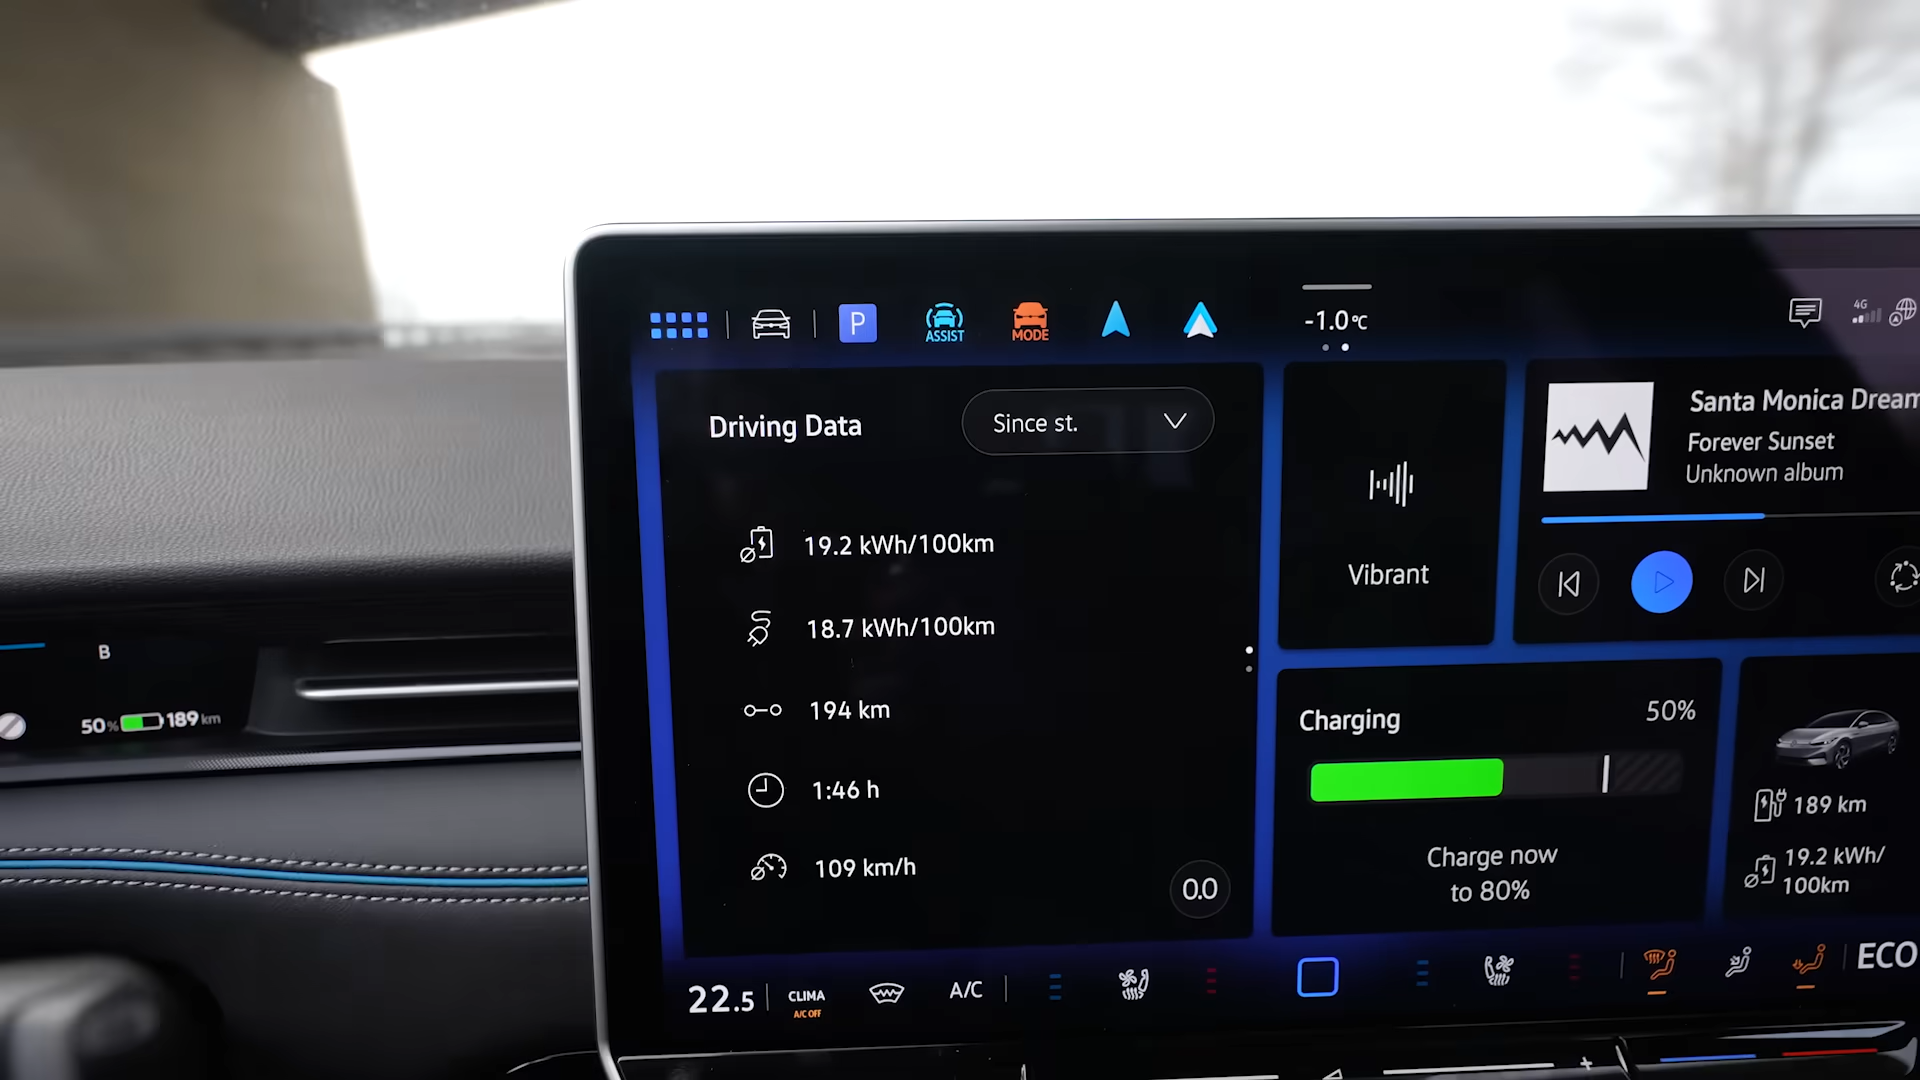 P
ASSIST
MODE
-1.0°C
4G
Driving Data
Since st.
19.2 kWh/100km
18.7 kWh/100km
194 km
1:46 h
109 km/h
0.0
Vibrant
Santa Monica Dream
Forever Sunset
Unknown album
Charging
50%
Charge now
to 80%
189 km
19.2 kWh/
100km
B
50% 189 km
22.5
CLIMA
A/C OFF
A/C
ECO